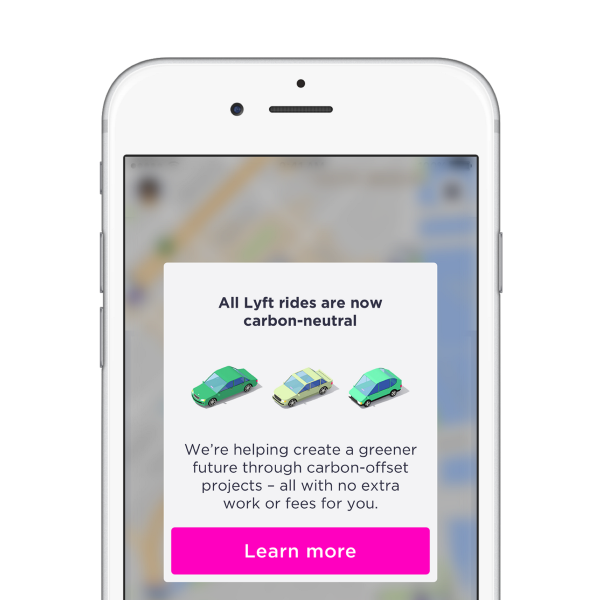 All Lyft rides are now
carbon-neutral
We’re helping create a greener
future through carbon-offset
projects – all with no extra
work or fees for you.
Learn more